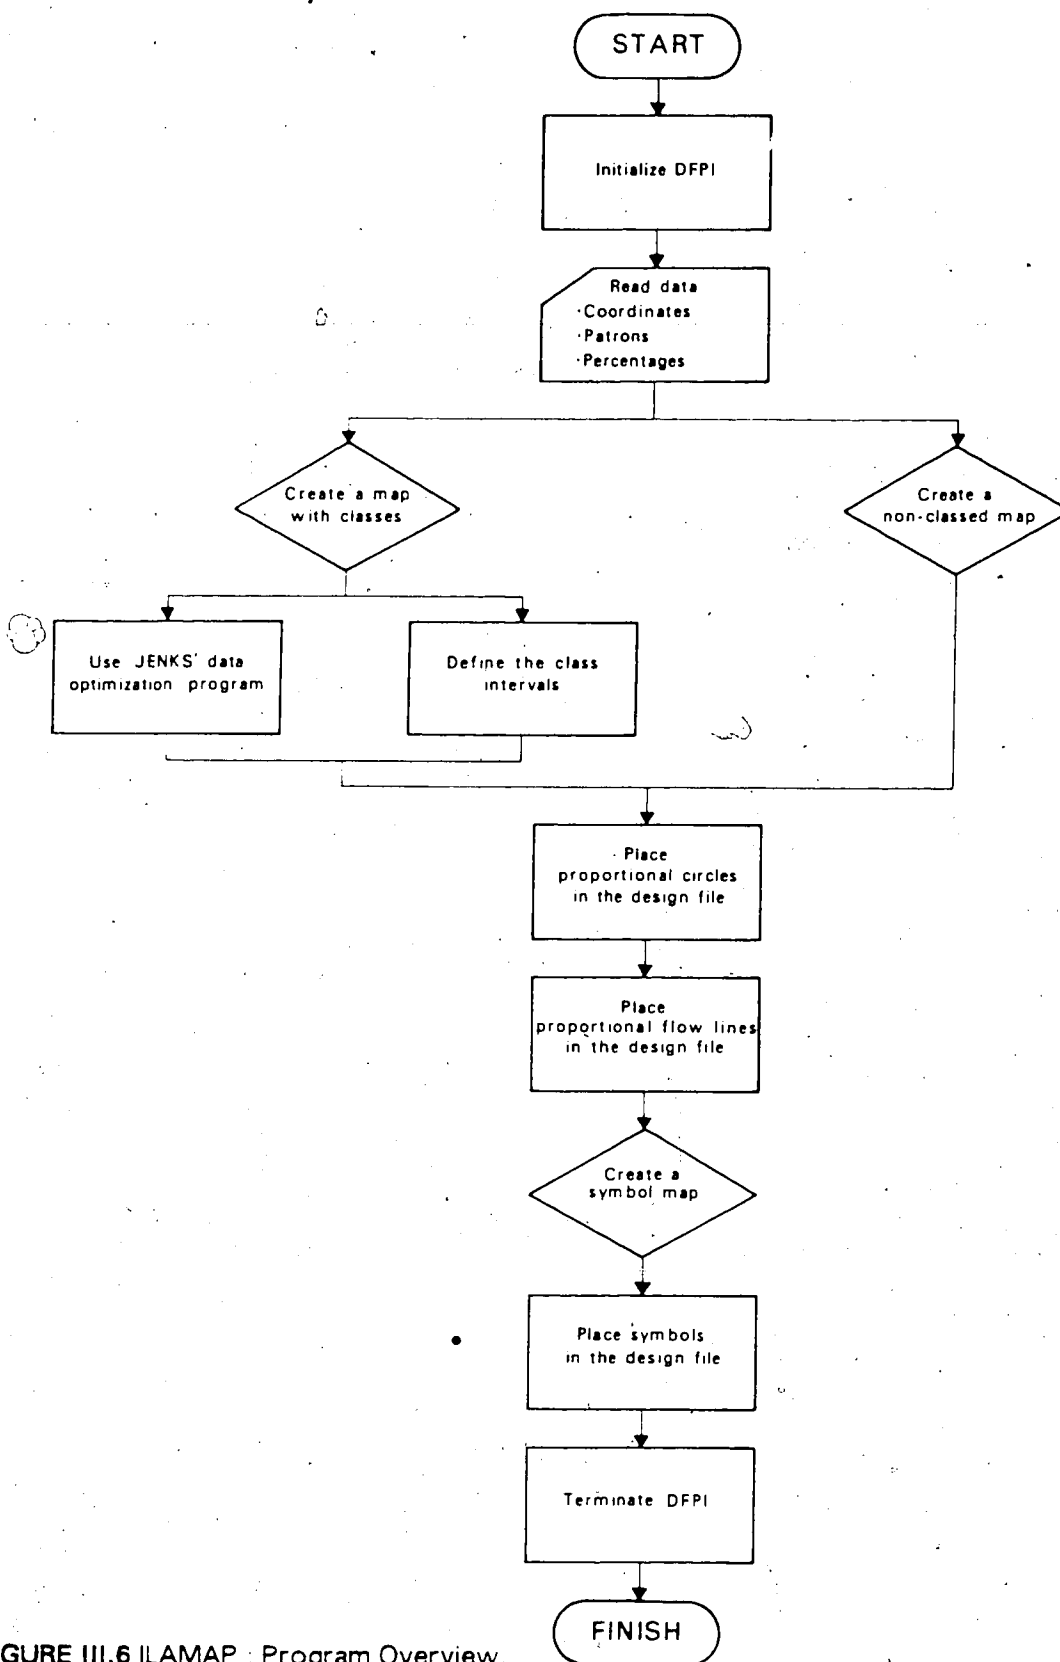 START
Initialize DFPI
Read data
·Coordinates
·Patrons
·Percentages
Create a map
with classes
Create a
non-classed map
Use JENKS' data
optimization program
Define the class
intervals
Place
proportional circles
in the design file
Place
proportional flow lines
in the design file
Create a
symbol map
Place symbols
in the design file
Terminate DFPI
FINISH
GURE III.6 ILAMAP : Program Overview